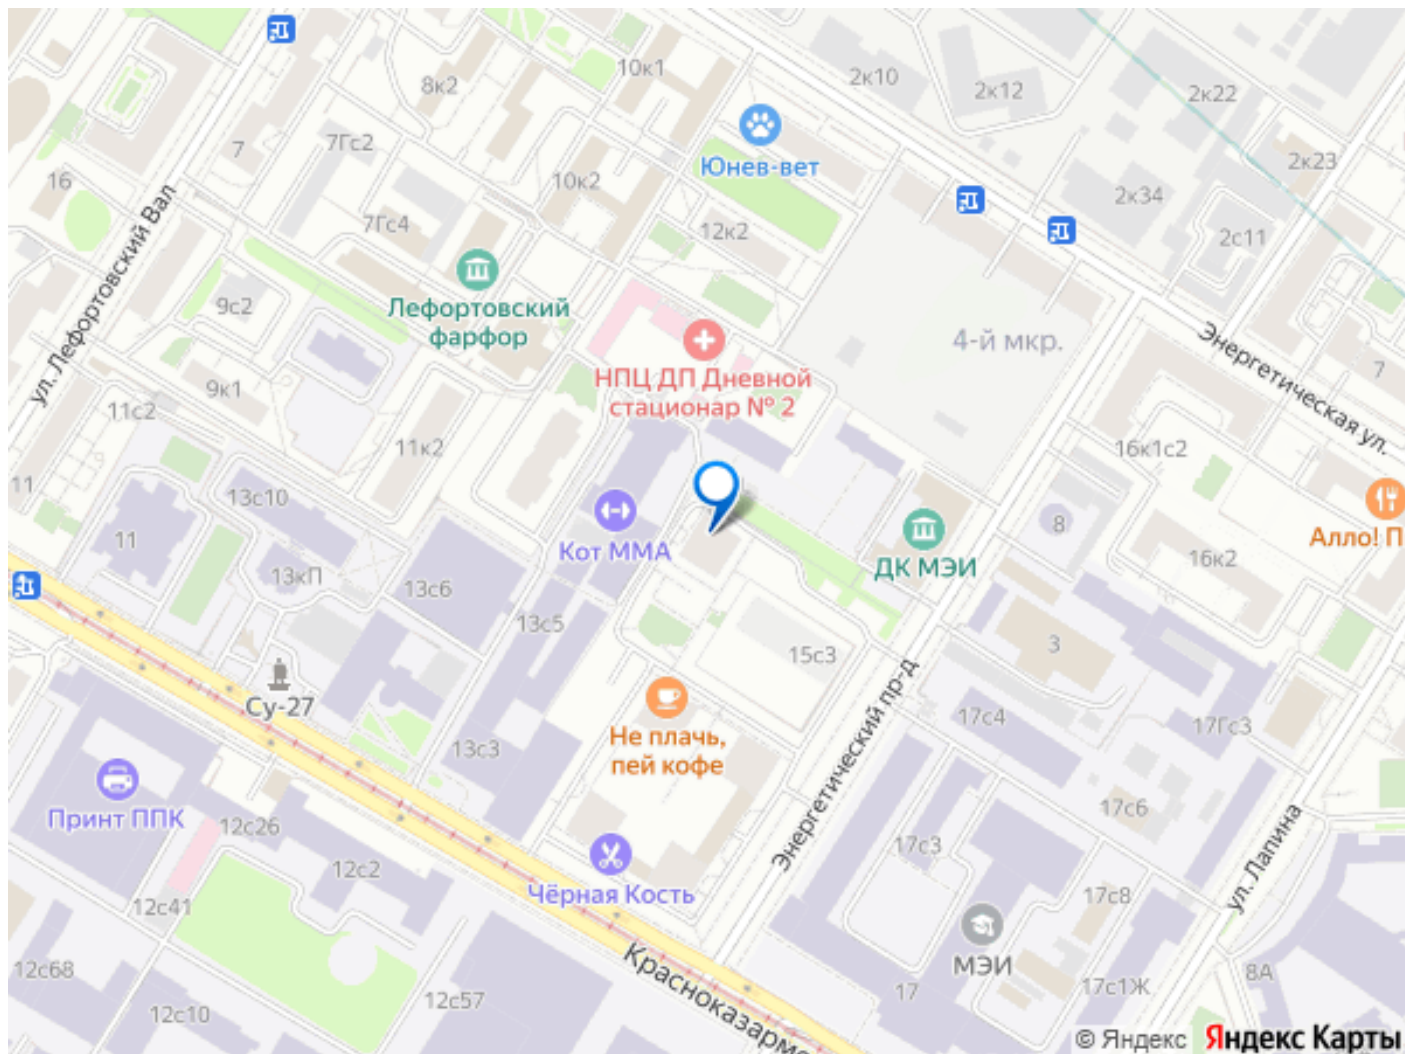 10к1
8к2
2к10
2к12
2к22
7
7Гс2
Юнев-вет
2к23
16
10к2
2к34
7Гс4
12к2
2с11
ул. Лефортовский Вал
Лефортовский
фарфор
9с2
4-й мкр.
Энергетическая ул.
7
НПЦ ДП Дневной
стационар № 2
9к1
11с2
11к2
16к1с2
11
13с10
8
Алло! П
Кот ММА
11
ДК МЭИ
16к2
13кП
13с6
13с5
3
15с3
Су-27
Энергетический пр-д
17с4
17Гс3
Не плачь,
пей кофе
13с3
Принт ППК
12с26
17с6
17с3
ул. Лапина
12с2
Чёрная Кость
17с8
12с41
МЭИ
12с68
Красноказарме
8А
17
17с1Ж
12с57
12с10
© Яндекс Яндекс Карты